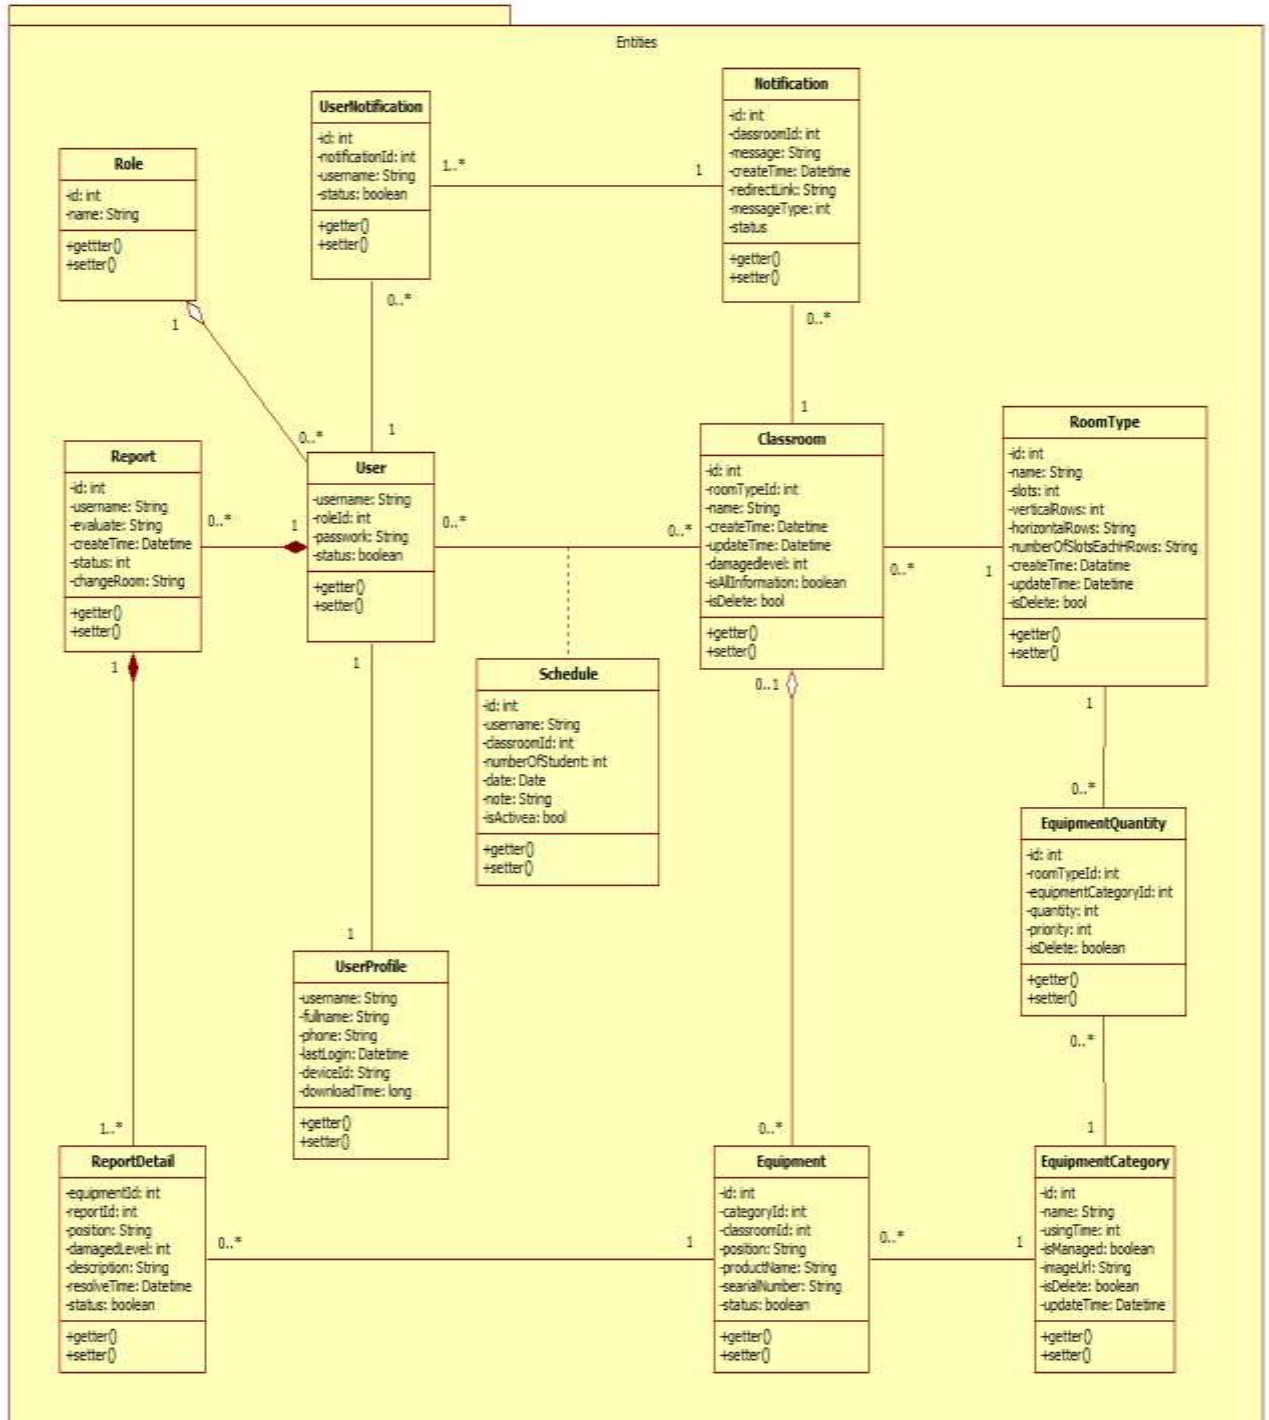 Entities
UserNotification
-id: int
-notificationId: int
-username: String
-status: boolean
+getter()
+setter()
Notification
-id: int
-classroomId: int
-message: String
-createTime: Datetime
-redirectLink: String
-messageType: int
-status
+getter()
+setter()
1..*
1
Role
-id: int
-name: String
+gettter()
+setter()
1
0..*
0..*
1
0..*
1
Report
-id: int
-username: String
-evaluate: String
-createTime: Datetime
-status: int
-changeRoom: String
+getter()
+setter()
0..*
1
User
-username: String
-roleId: int
-passwork: String
-status: boolean
+getter()
+setter()
0..*
0..*
Classroom
-id: int
-roomTypeId: int
-name: String
-createTime: Datetime
-updateTime: Datetime
-damagedlevel: int
-isAllInformation: boolean
-isDelete: bool
+getter()
+setter()
0..*
1
RoomType
-id: int
-name: String
-slots: int
-verticalRows: int
-horizontalRows: String
-numberOfSlotsEachHRows: String
-createTime: Datatime
-updateTime: Datetime
-isDelete: bool
+getter()
+setter()
1
1
Schedule
-id: int
-username: String
-classroomId: int
-numberOfStudent: int
-date: Date
-note: String
-isActivea: bool
+getter()
+setter()
0..1
1
0..*
EquipmentQuantity
-id: int
-roomTypeId: int
-equipmentCategoryId: int
-quantity: int
-priority: int
-isDelete: boolean
+getter()
+setter()
1
UserProfile
-username: String
-fullname: String
-phone: String
-lastLogin: Datetime
-deviceId: String
-downloadTime: long
+getter()
+setter()
0..*
1..*
0..*
1
ReportDetail
-equipmentId: int
-reportId: int
-position: String
-damagedLevel: int
-description: String
-resolveTime: Datetime
-status: boolean
+getter()
+setter()
0..*
1
Equipment
-id: int
-categoryId: int
-classroomId: int
-position: String
-productName: String
-searialNumber: String
-status: boolean
+getter()
+setter()
0..*
1
EquipmentCategory
-id: int
-name: String
-usingTime: int
-isManaged: boolean
-imageUrl: String
-isDelete: boolean
-updateTime: Datetime
+getter()
+setter()